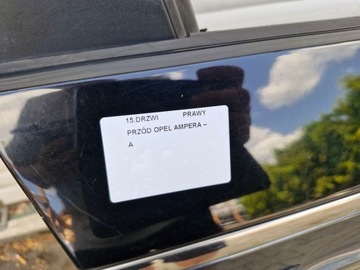 15.DRZWI PRAWY
PRZÓD OPEL AMPERA –
A